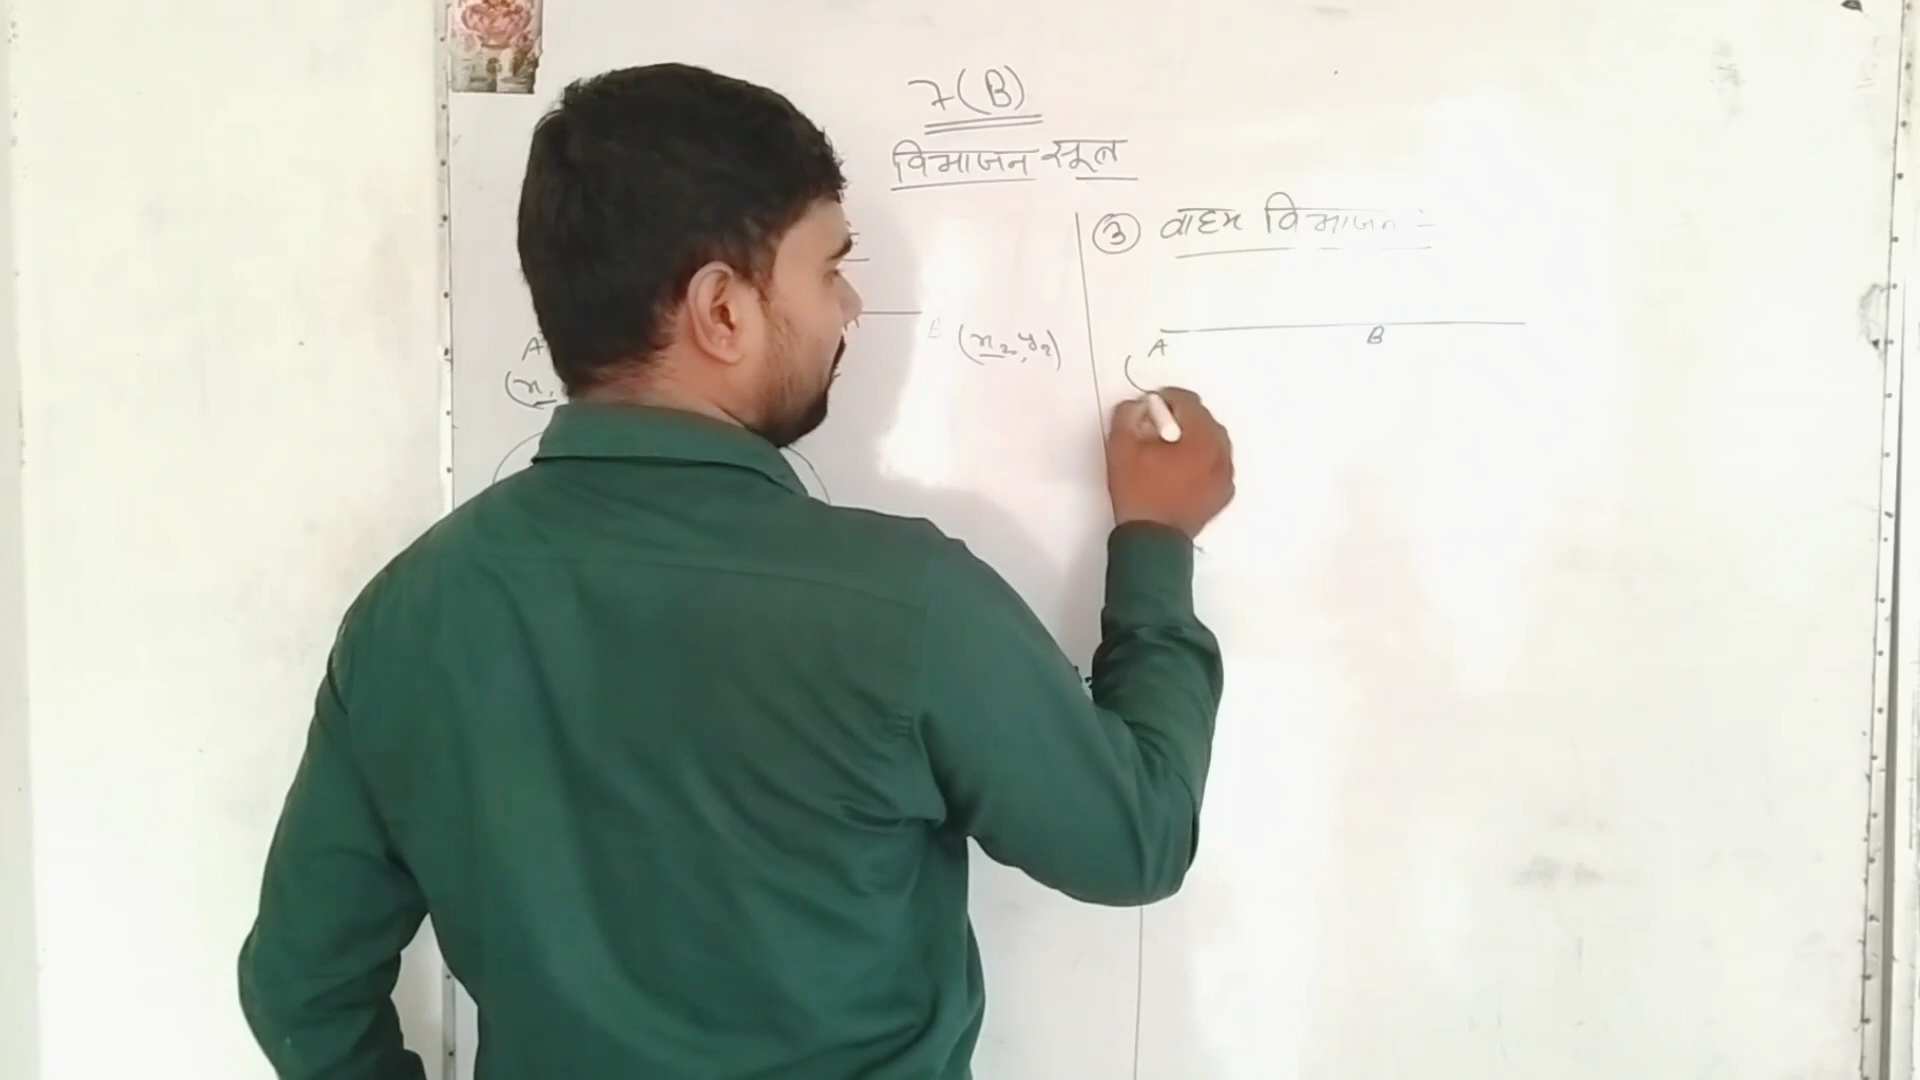 7(B)
विभाजन सूत्र
A
(x,
B (x₂, y₂)
③ वाह्य विभाजन :-
A B
(